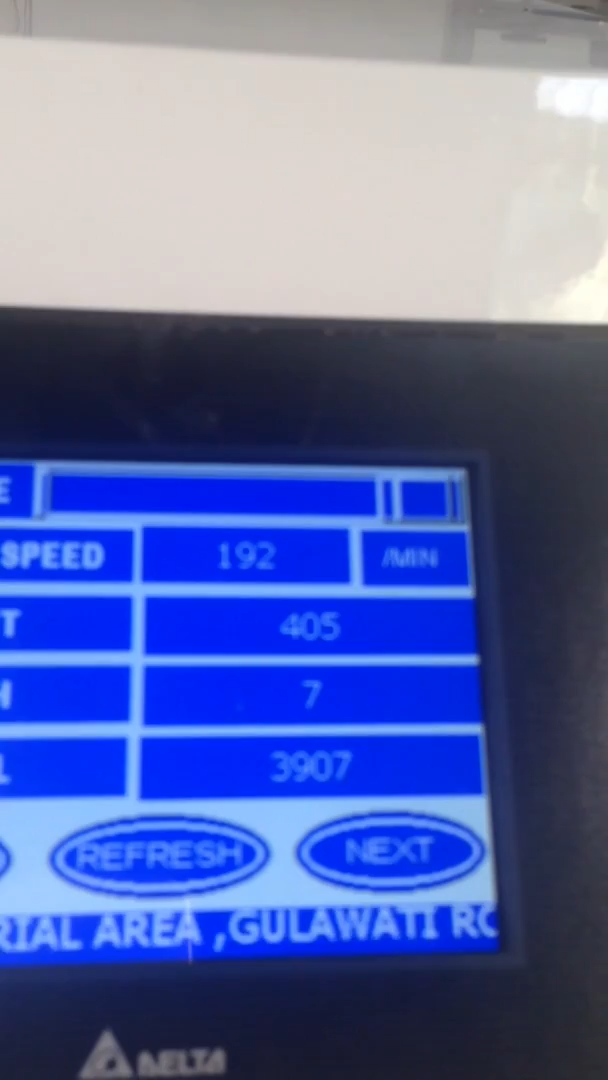 E
SPEED 192 /MIN
T 405
H 7
L 3907
REFRESH NEXT
RIAL AREA ,GULAWATI RO
DELTA